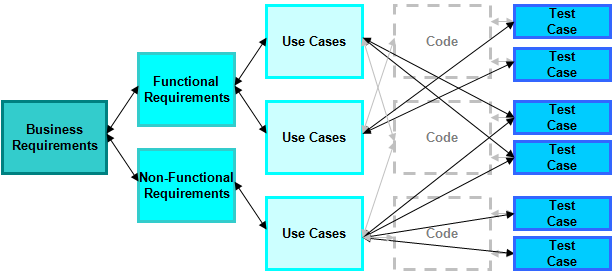 Business
Requirements
Functional
Requirements
Non-Functional
Requirements
Use Cases
Use Cases
Use Cases
Code
Code
Code
Test
Case
Test
Case
Test
Case
Test
Case
Test
Case
Test
Case